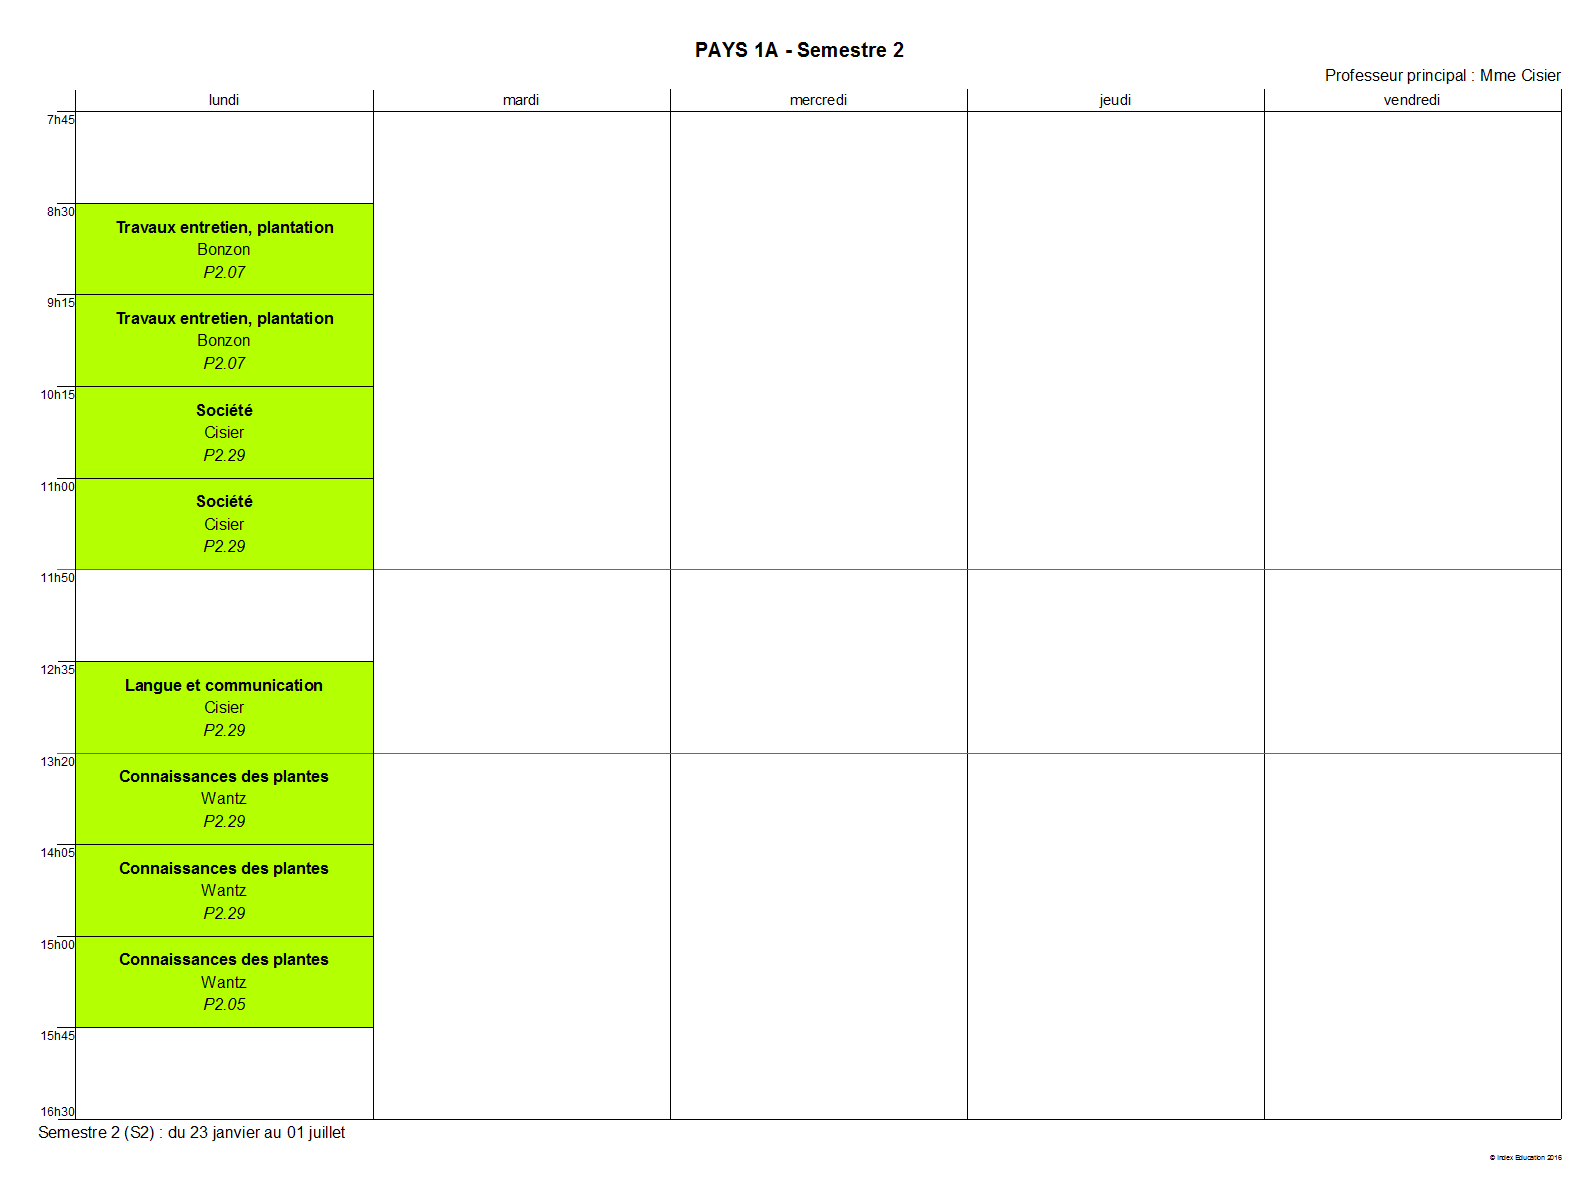 PAYS 1A - Semestre 2
Professeur principal : Mme Cisier
lundi
mardi
mercredi
jeudi
vendredi
7h45
8h30
Travaux entretien, plantation
Bonzon
P2.07
9h15
Travaux entretien, plantation
Bonzon
P2.07
10h15
Société
Cisier
P2.29
11h00
Société
Cisier
P2.29
11h50
12h35
Langue et communication
Cisier
P2.29
13h20
Connaissances des plantes
Wantz
P2.29
14h05
Connaissances des plantes
Wantz
P2.29
15h00
Connaissances des plantes
Wantz
P2.05
15h45
16h30
Semestre 2 (S2) : du 23 janvier au 01 juillet
© Index Education 2016